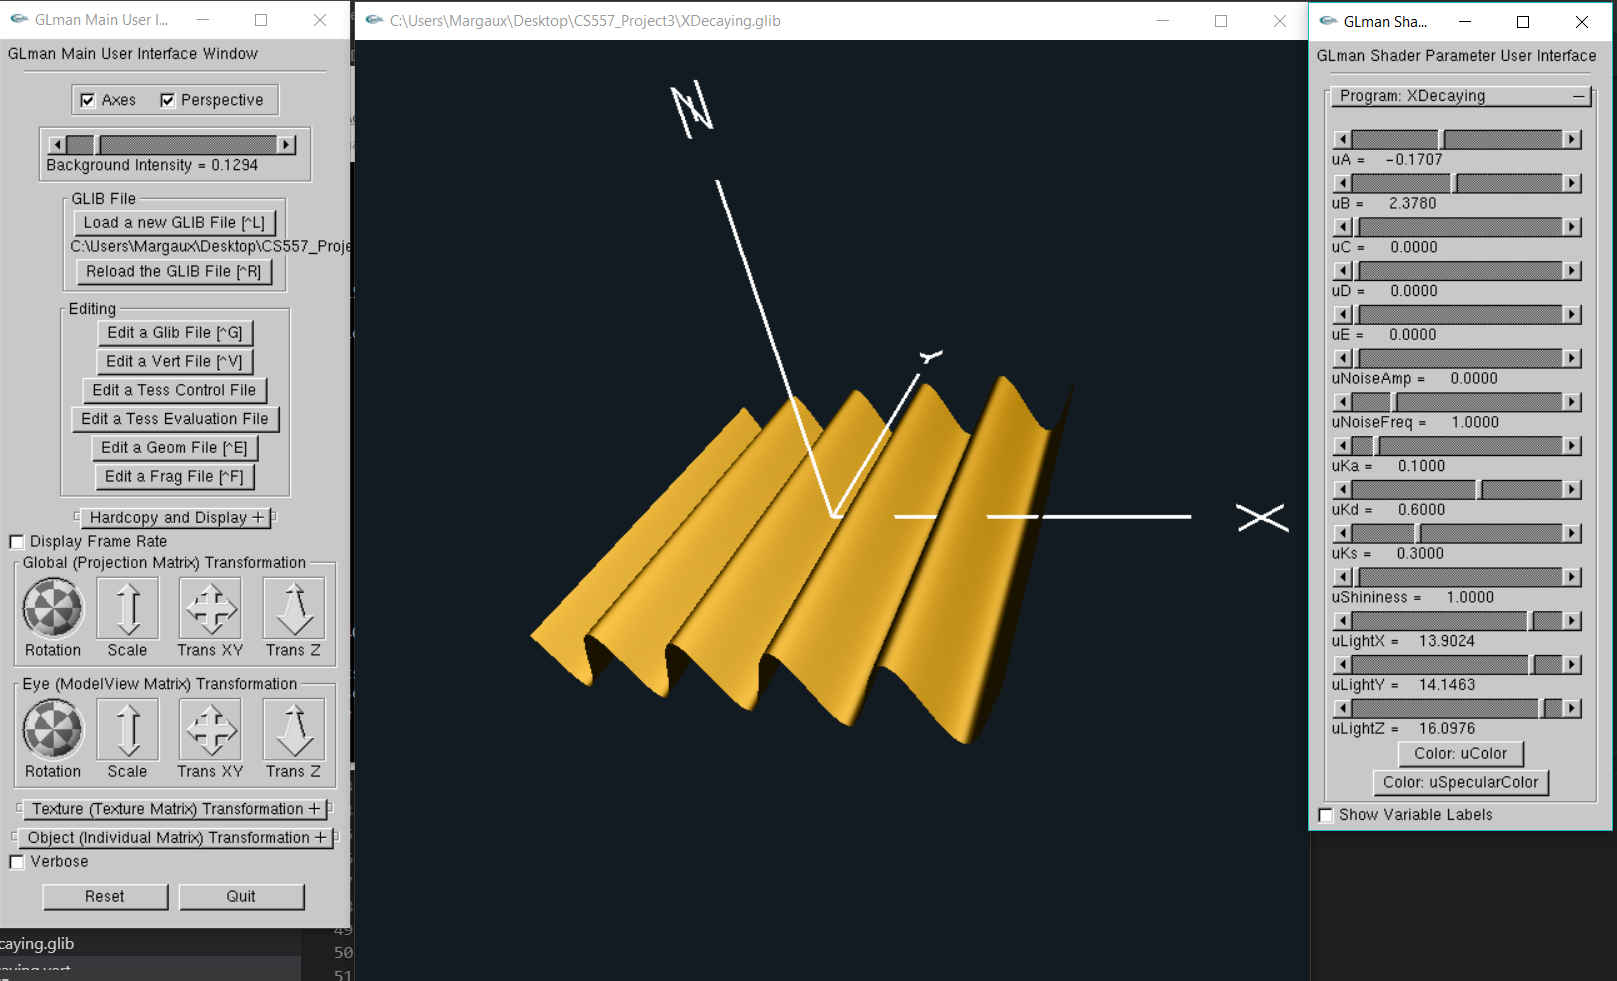 GLman Main User I...
GLman Main User Interface Window
Axes
Perspective
Background Intensity = 0.1294
GLIB File
Load a new GLIB File [^L]
C:\Users\Margaux\Desktop\CS557_Proje
Reload the GLIB File [^R]
Editing
Edit a Glib File [^G]
Edit a Vert File [^V]
Edit a Tess Control File
Edit a Tess Evaluation File
Edit a Geom File [^E]
Edit a Frag File [^F]
Hardcopy and Display +
Display Frame Rate
Global (Projection Matrix) Transformation
Rotation Scale Trans XY Trans Z
Eye (ModelView Matrix) Transformation
Rotation Scale Trans XY Trans Z
Texture (Texture Matrix) Transformation +
Object (Individual Matrix) Transformation +
Verbose
Reset Quit
caying.glib
49
50
51
C:\Users\Margaux\Desktop\CS557_Project3\XDecaying.glib
Y
X
GLman Sha...
GLman Shader Parameter User Interface
Program: XDecaying
uA = -0.1707
uB = 2.3780
uC = 0.0000
uD = 0.0000
uE = 0.0000
uNoiseAmp = 0.0000
uNoiseFreq = 1.0000
uKa = 0.1000
uKd = 0.6000
uKs = 0.3000
uShininess = 1.0000
uLightX = 13.9024
uLightY = 14.1463
uLightZ = 16.0976
Color: uColor
Color: uSpecularColor
Show Variable Labels